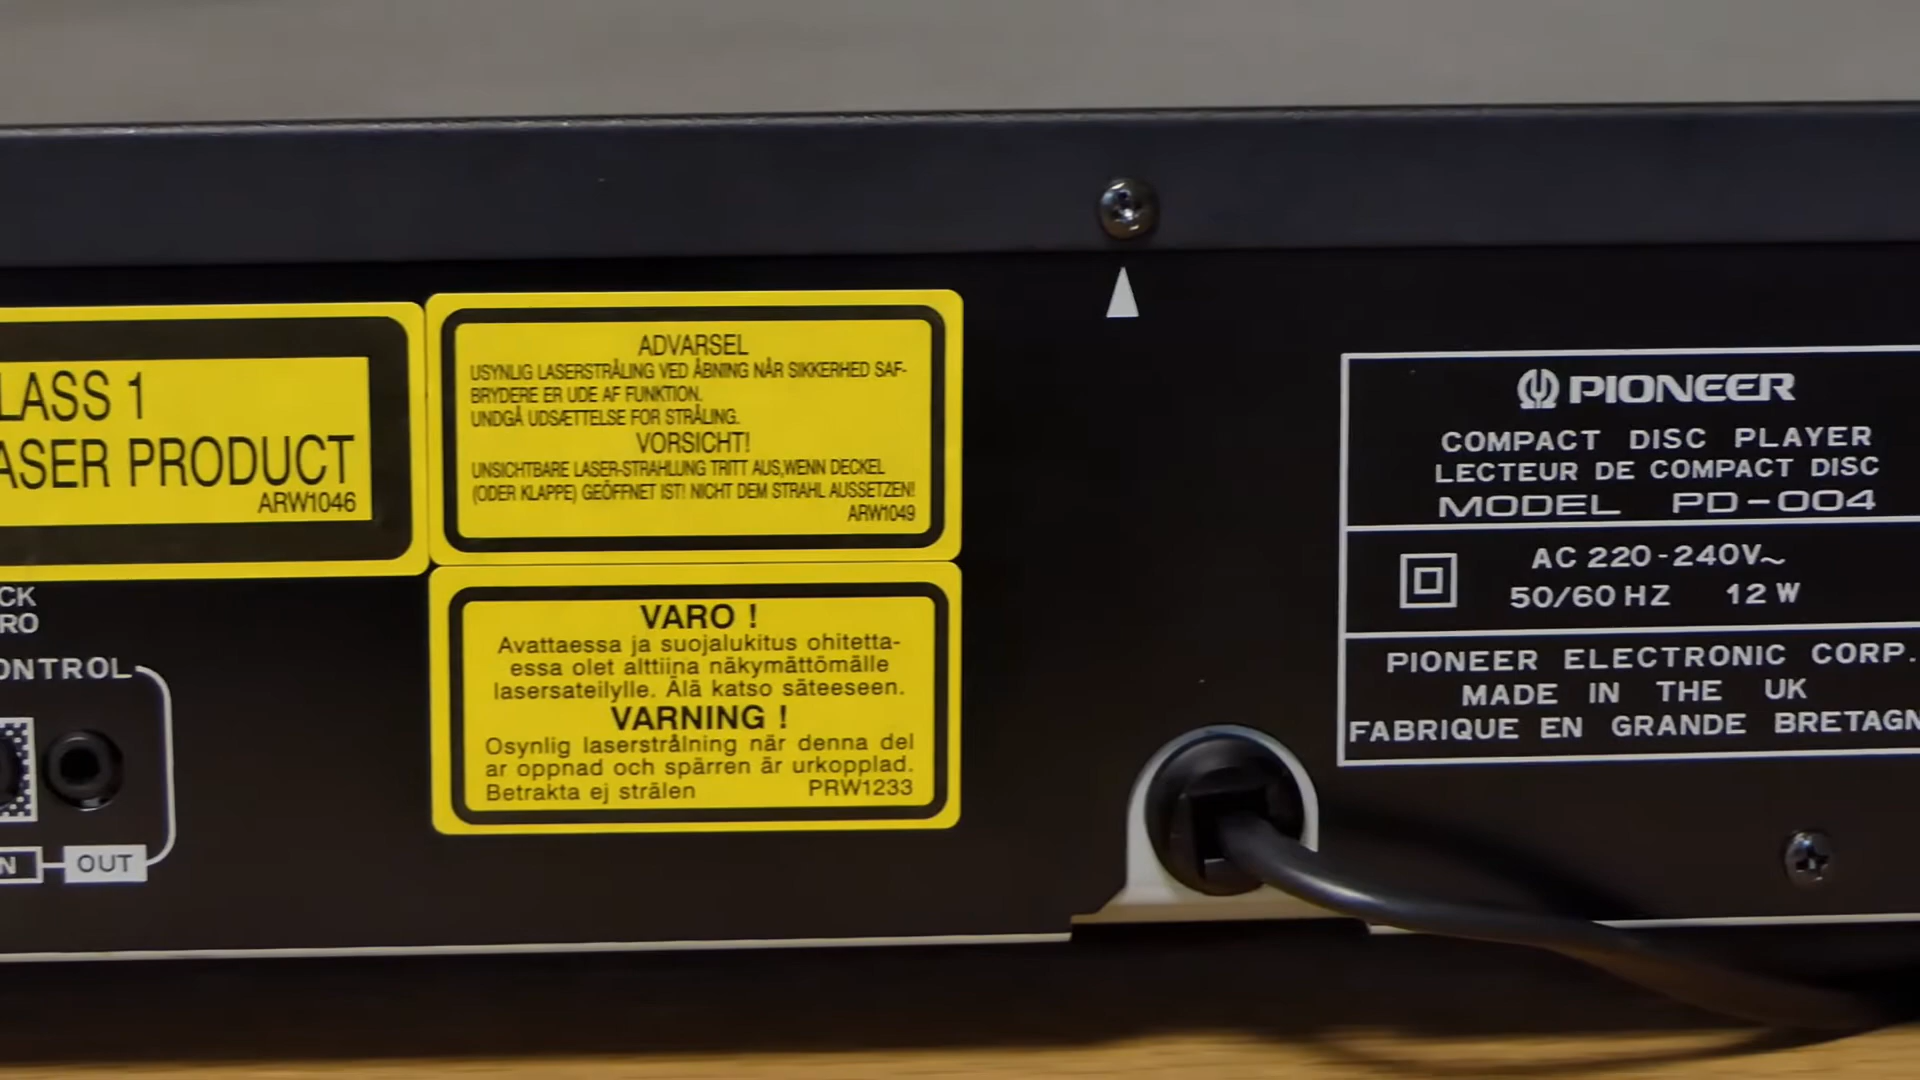 LASS 1
ASER PRODUCT
ARW1046
CK
RO
ONTROL
N
OUT
ADVARSEL
USYNLIG LASERSTRÅLING VED ÅBNING NÅR SIKKERHED SAF-
BRYDERE ER UDE AF FUNKTION.
UNDGÅ UDSÆTTELSE FOR STRÅLING.
VORSICHT!
UNSICHTBARE LASER-STRAHLUNG TRITT AUS,WENN DECKEL
(ODER KLAPPE) GEÖFFNET IST! NICHT DEM STRAHL AUSSETZEN!
ARW1049
VARO !
Avattaessa ja suojalukitus ohitetta-
essa olet alttiina näkymättömälle
lasersateilylle. Älä katso säteeseen.
VARNING !
Osynlig laserstrålning när denna del
ar oppnad och spärren är urkopplad.
Betrakta ej strälen PRW1233
PIONEER
COMPACT DISC PLAYER
LECTEUR DE COMPACT DISC
MODEL PD-004
AC 220-240V~
50/60 HZ 12 W
PIONEER ELECTRONIC CORP.
MADE IN THE UK
FABRIQUE EN GRANDE BRETAGN